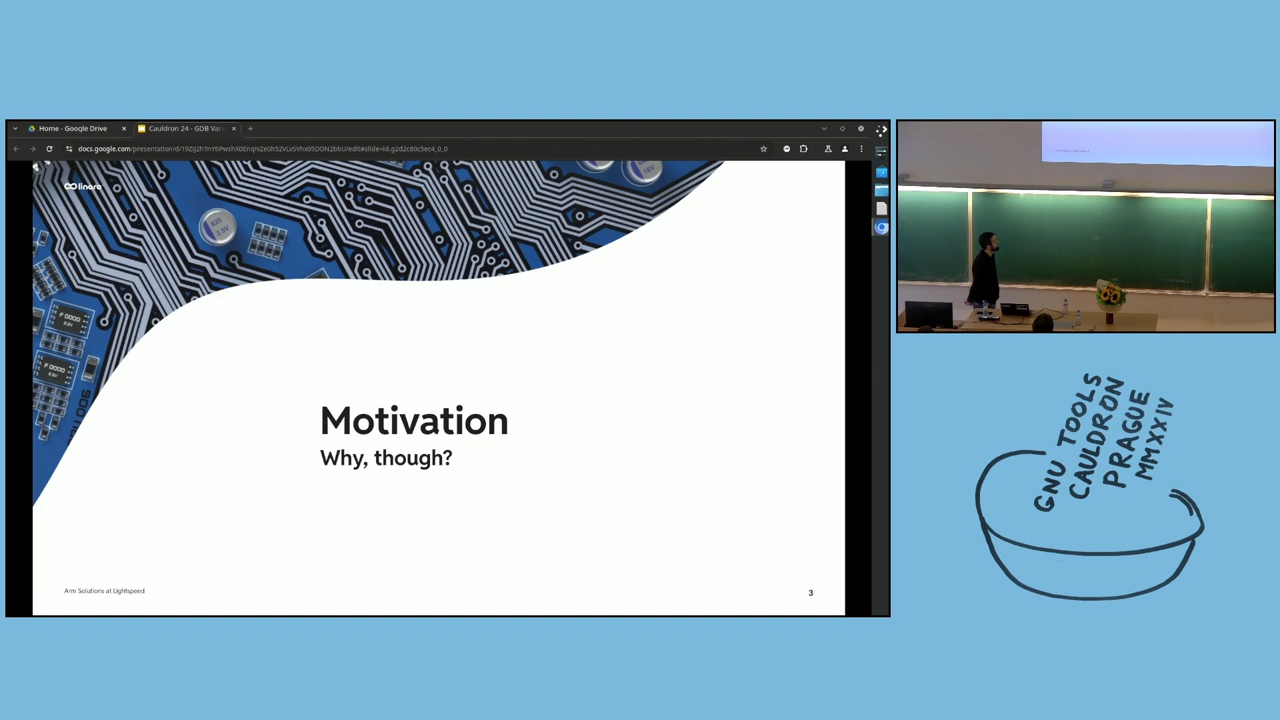 Home - Google Drive
Cauldron 24 - GDB Var
Linaro
Motivation
Why, though?
Arm Solutions at Lightspeed
3
GNU TOOLS
CAULDRON
PRAGUE
MMXXIV